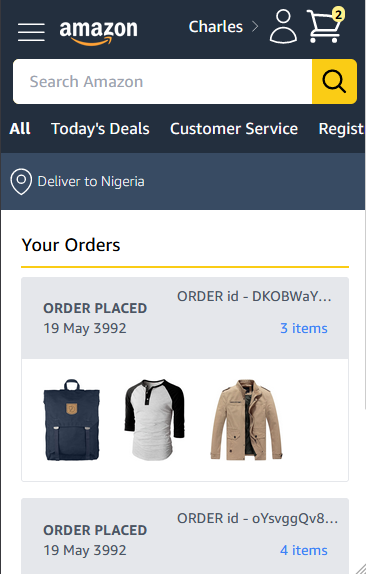 amazon
Charles
2
Search Amazon
All Today's Deals Customer Service Regist
Deliver to Nigeria
Your Orders
ORDER id - DKOBWaY...
ORDER PLACED
19 May 3992
3 items
ORDER id - oYsvggQv8...
ORDER PLACED
19 May 3992
4 items